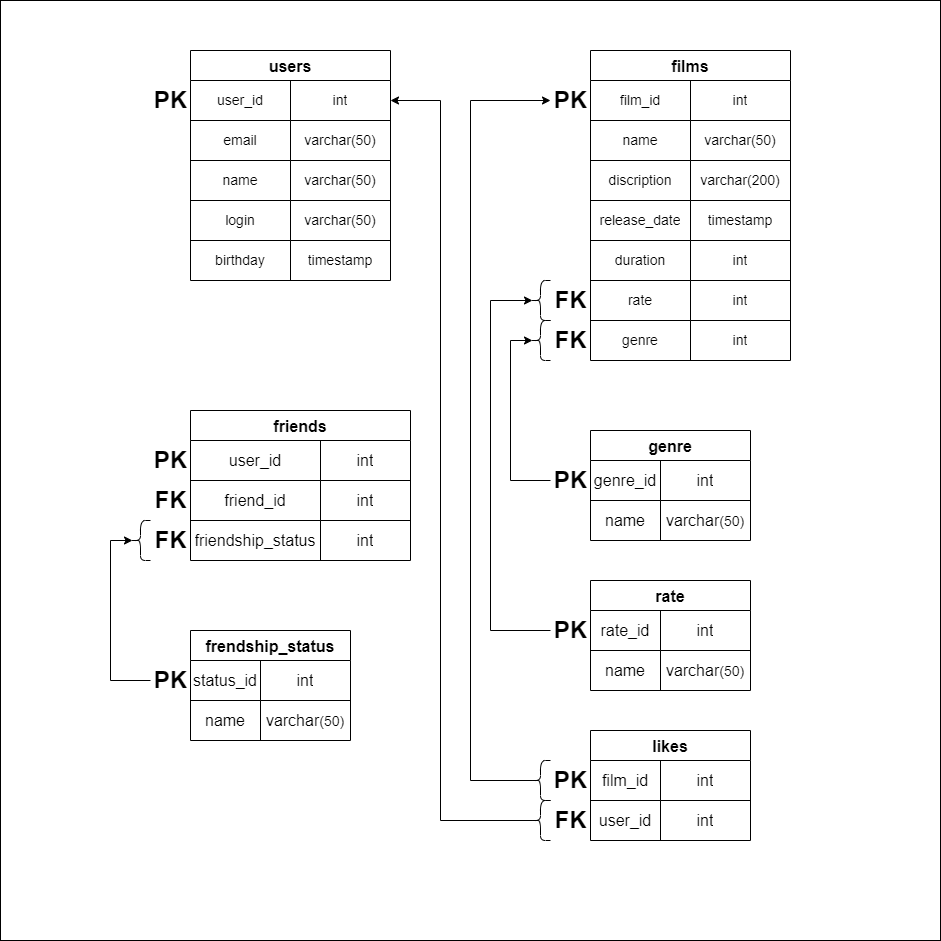 users
PK user_id int
email varchar(50)
name varchar(50)
login varchar(50)
birthday timestamp
films
PK film_id int
name varchar(50)
discription varchar(200)
release_date timestamp
duration int
FK rate int
FK genre int
friends
PK user_id int
FK friend_id int
FK friendship_status int
frendship_status
PK status_id int
name varchar(50)
genre
PK genre_id int
name varchar(50)
rate
PK rate_id int
name varchar(50)
likes
PK film_id int
FK user_id int